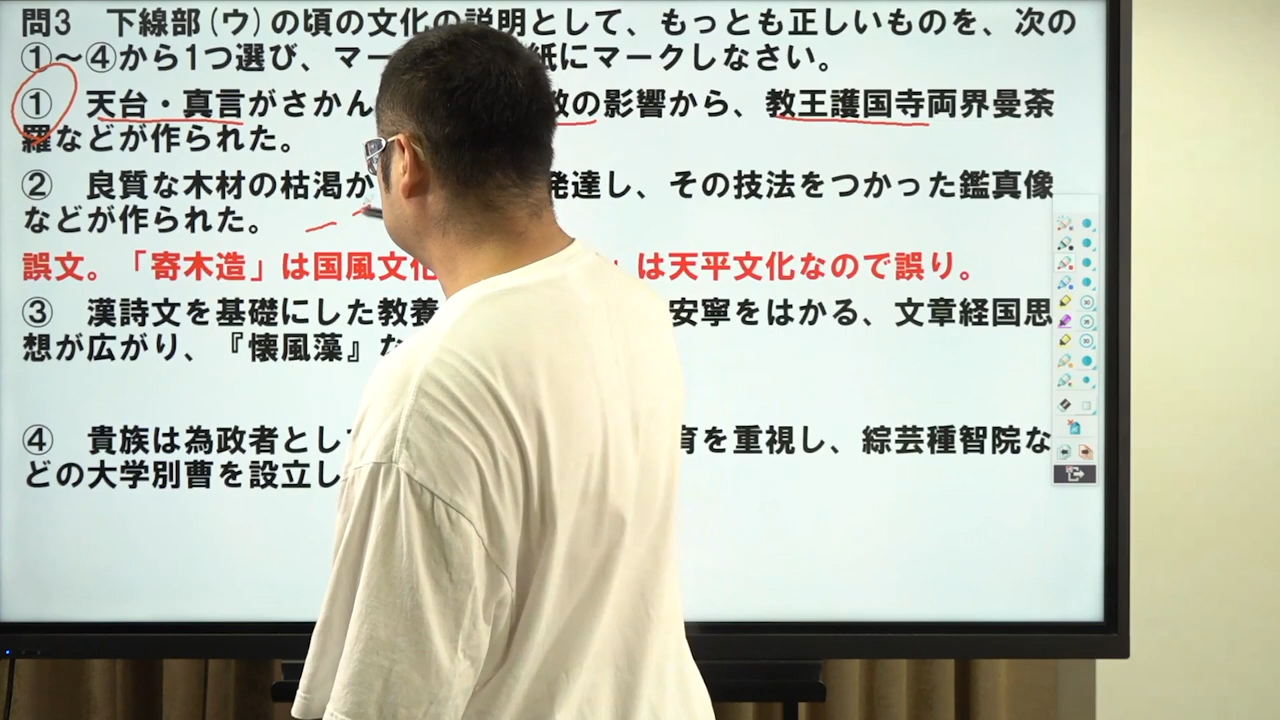 問3 下線部(ウ)の頃の文化の説明として、もっとも正しいものを、次の
①～④から1つ選び、マー 紙にマークしなさい。
① 天台・真言がさかん 教の影響から、教王護国寺両界曼荼
羅などが作られた。
② 良質な木材の枯渇か 発達し、その技法をつかった鑑真像
などが作られた。
誤文。「寄木造」は国風文化 」は天平文化なので誤り。
③ 漢詩文を基礎にした教養 安寧をはかる、文章経国思
想が広がり、『懐風藻』な
④ 貴族は為政者とし 育を重視し、綜芸種智院な
どの大学別曹を設立し